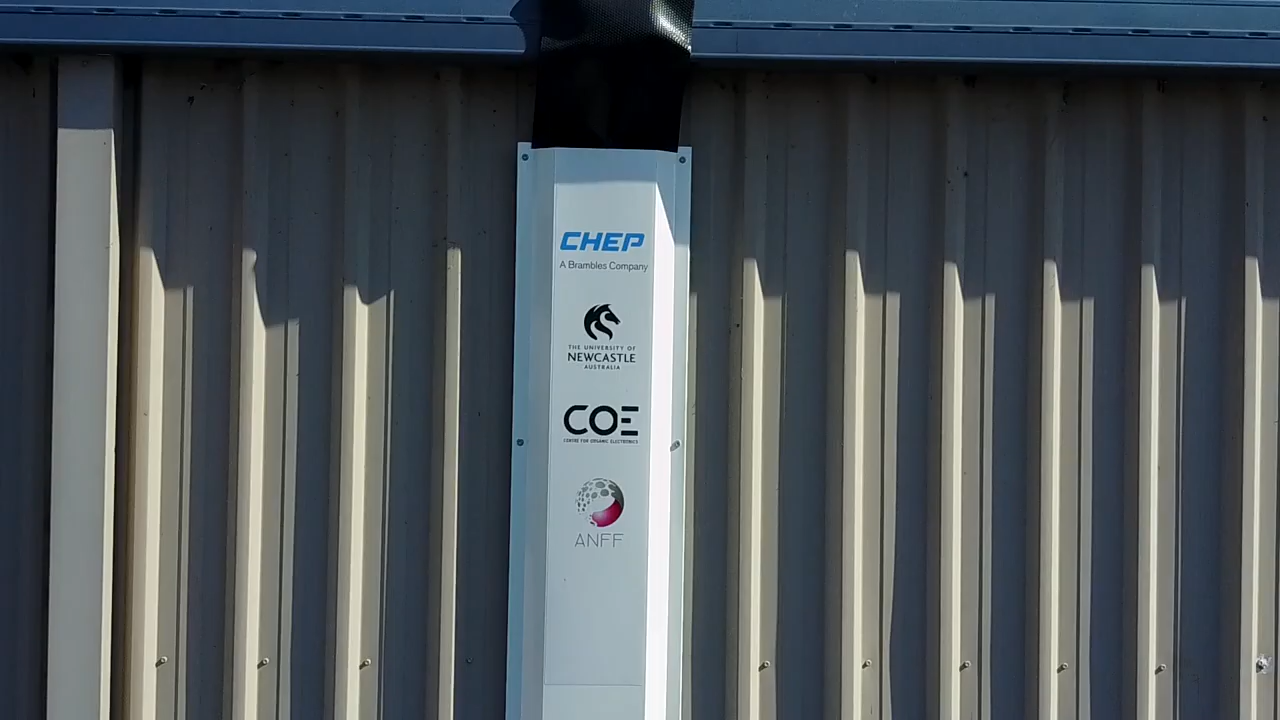 CHEP
A Brambles Company
THE UNIVERSITY OF
NEWCASTLE
AUSTRALIA
COE
CENTRE FOR ORGANIC ELECTRONICS
ANFF